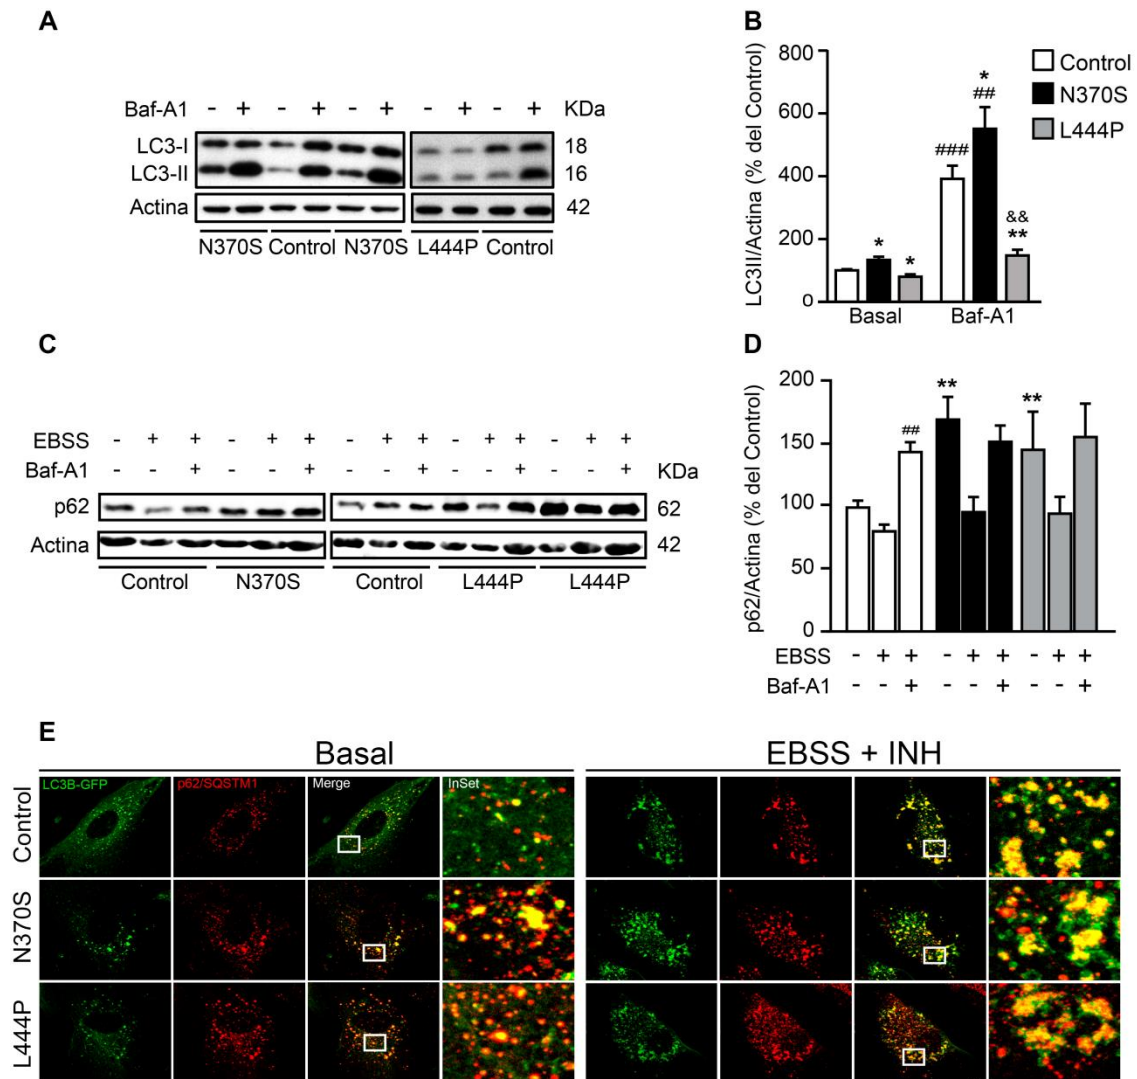 A
Baf-A1 - + - + - + - + - + KDa
LC3-I 18
LC3-II 16
Actina 42
N370S Control N370S L444P Control
B
LC3II/Actina (% del Control)
800
600
400
200
0
* * ### * ## && **
Basal Baf-A1
Control
N370S
L444P
C
EBSS - + + - + + - + + - + + - + +
Baf-A1 - - + - - + - - + - - + - - + KDa
p62 62
Actina 42
Control N370S Control L444P L444P
D
p62/Actina (% del Control)
200
150
100
50
0
## ** **
EBSS - + + - + + - + +
Baf-A1 - - + - - + - - +
E
Basal EBSS + INH
LC3B-GFP p62/SQSTM1 Merge InSet
Control
N370S
L444P